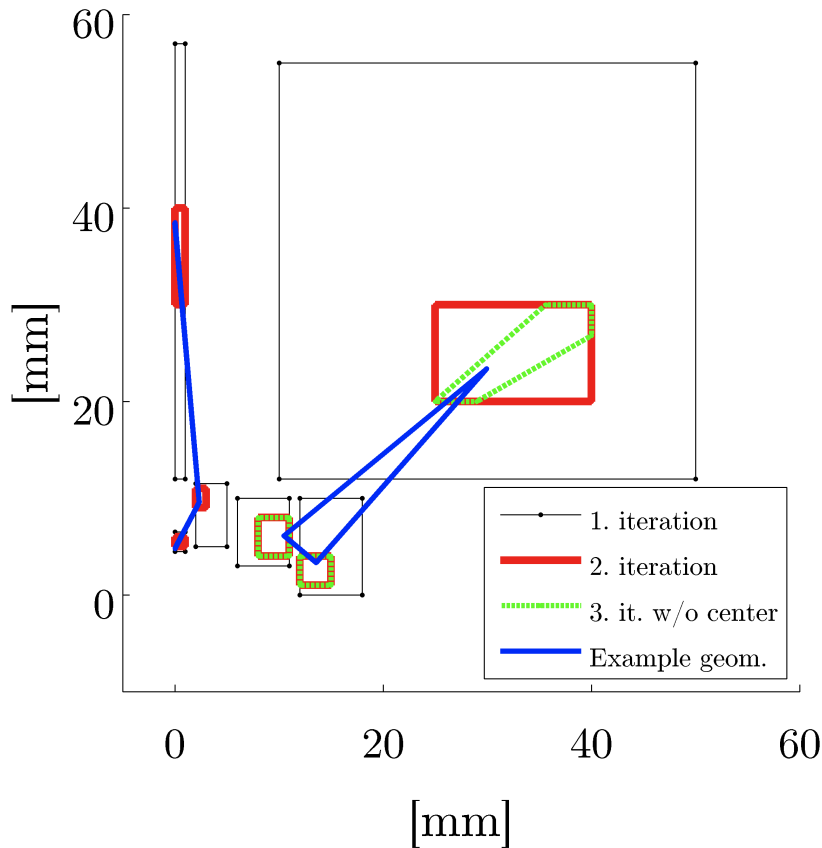 60
40
[mm]
20
0
1. iteration
2. iteration
3. it. w/o center
Example geom.
0 20 40 60
[mm]